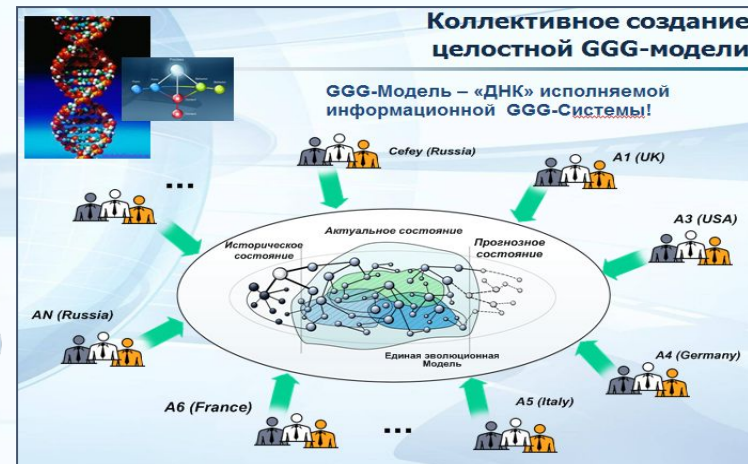 Коллективное создание
целостной GGG-модели
GGG-Модель – «ДНК» исполняемой
информационной GGG-Системы!
Cefey (Russia)
A1 (UK)
...
A3 (USA)
Актуальное состояние
Историческое
состояние
Прогнозное
состояние
AN (Russia)
Единая эволюционная
Модель
A4 (Germany)
A6 (France)
A5 (Italy)
...